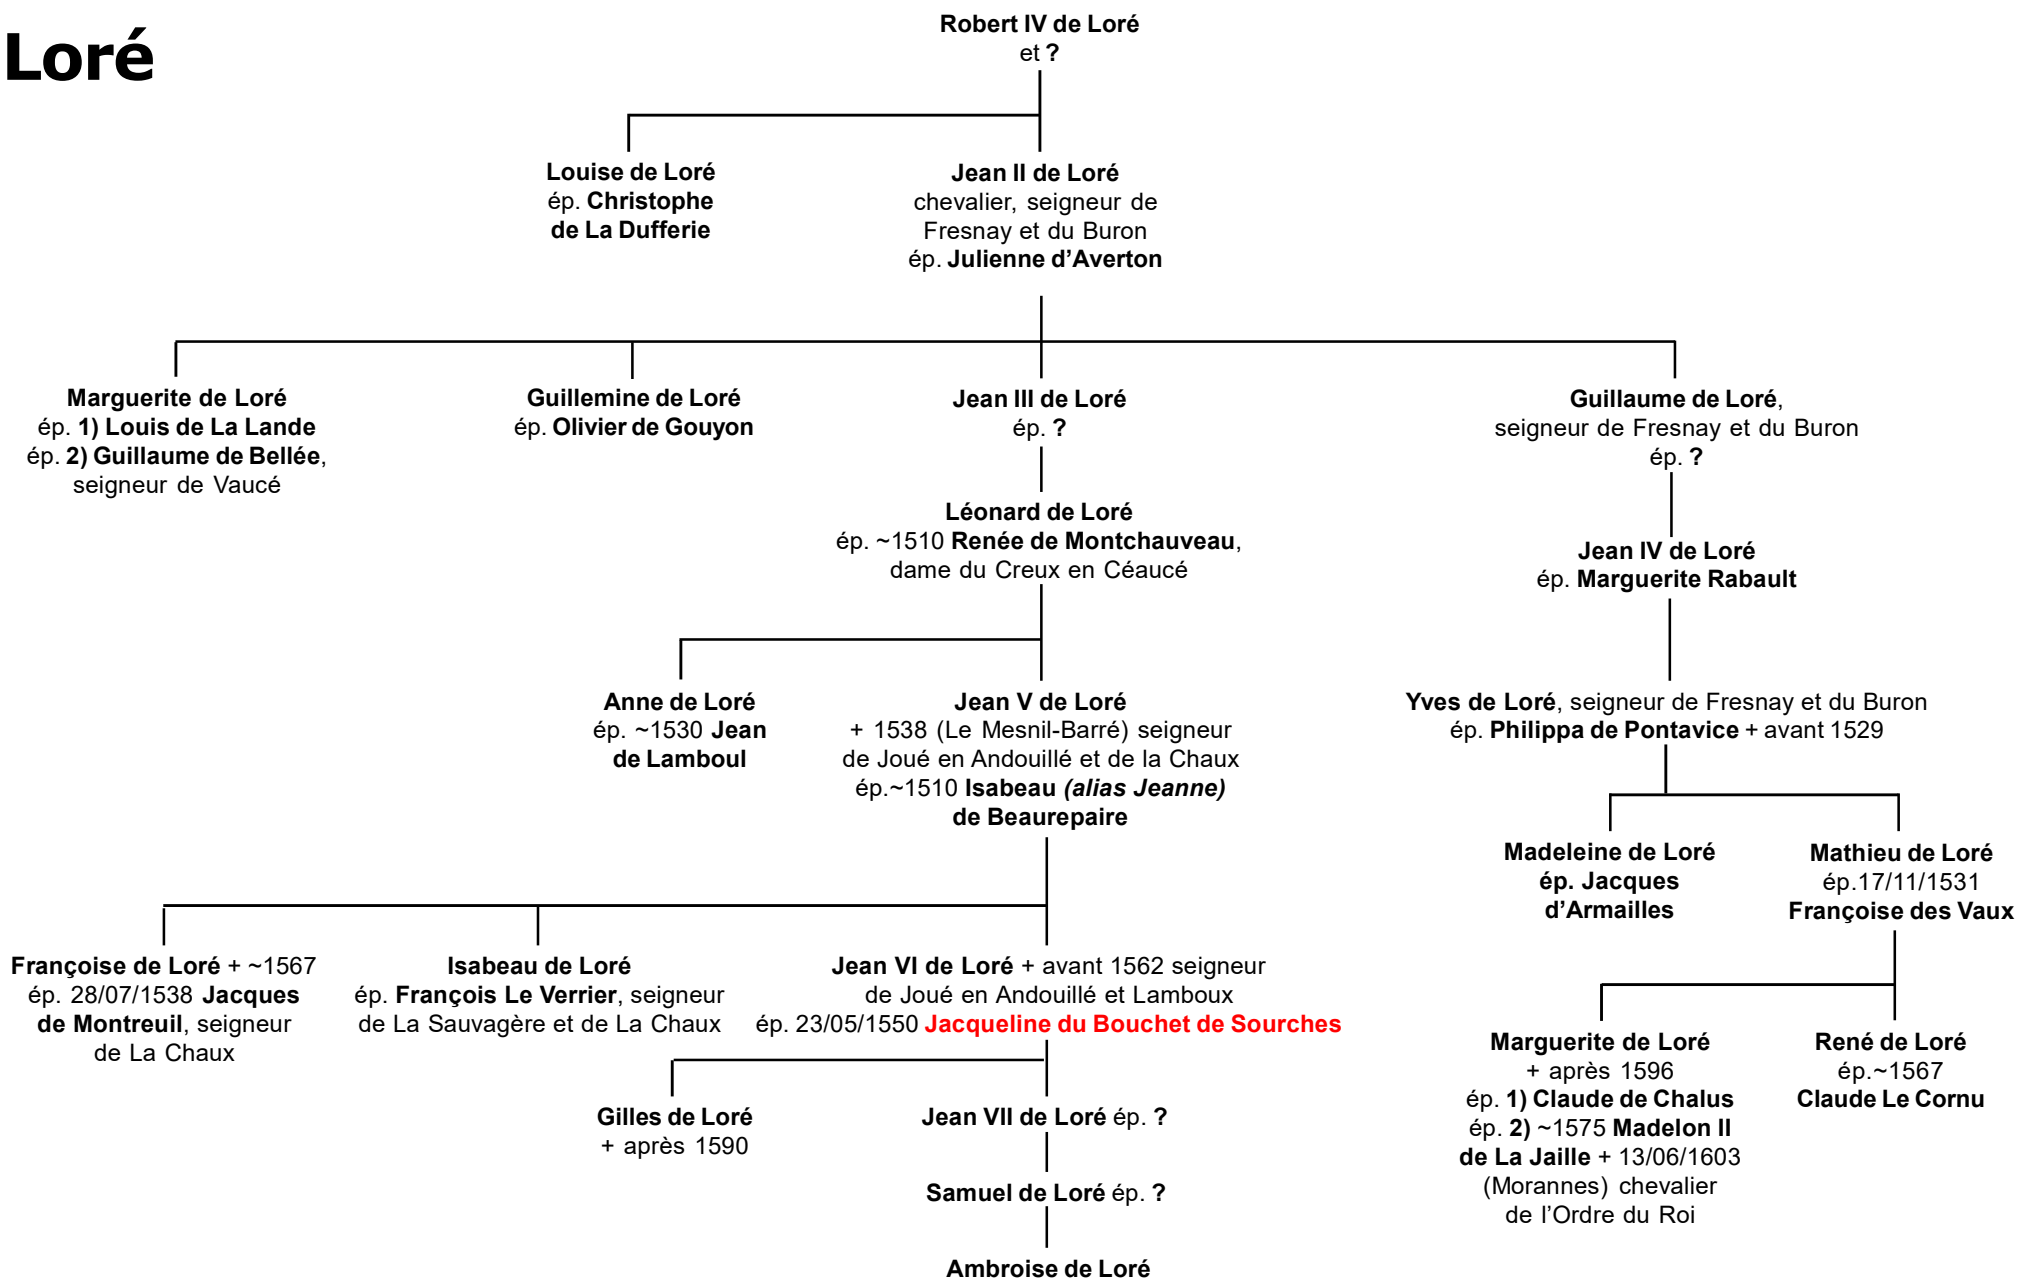 Loré
Robert IV de Loré
et ?
Louise de Loré
ép. Christophe
de La Dufferie
Jean II de Loré
chevalier, seigneur de
Fresnay et du Buron
ép. Julienne d’Averton
Marguerite de Loré
ép. 1) Louis de La Lande
ép. 2) Guillaume de Bellée,
seigneur de Vaucé
Guillemine de Loré
ép. Olivier de Gouyon
Jean III de Loré
ép. ?
Guillaume de Loré,
seigneur de Fresnay et du Buron
ép. ?
Léonard de Loré
ép. ~1510 Renée de Montchauveau,
dame du Creux en Céaucé
Jean IV de Loré
ép. Marguerite Rabault
Anne de Loré
ép. ~1530 Jean
de Lamboul
Jean V de Loré
+ 1538 (Le Mesnil-Barré) seigneur
de Joué en Andouillé et de la Chaux
ép.~1510 Isabeau (alias Jeanne)
de Beaurepaire
Yves de Loré, seigneur de Fresnay et du Buron
ép. Philippa de Pontavice + avant 1529
Madeleine de Loré
ép. Jacques
d’Armailles
Mathieu de Loré
ép.17/11/1531
Françoise des Vaux
Françoise de Loré + ~1567
ép. 28/07/1538 Jacques
de Montreuil, seigneur
de La Chaux
Isabeau de Loré
ép. François Le Verrier, seigneur
de La Sauvagère et de La Chaux
Jean VI de Loré + avant 1562 seigneur
de Joué en Andouillé et Lamboux
ép. 23/05/1550 Jacqueline du Bouchet de Sourches
Marguerite de Loré
+ après 1596
ép. 1) Claude de Chalus
ép. 2) ~1575 Madelon II
de La Jaille + 13/06/1603
(Morannes) chevalier
de l’Ordre du Roi
René de Loré
ép.~1567
Claude Le Cornu
Gilles de Loré
+ après 1590
Jean VII de Loré ép. ?
Samuel de Loré ép. ?
Ambroise de Loré